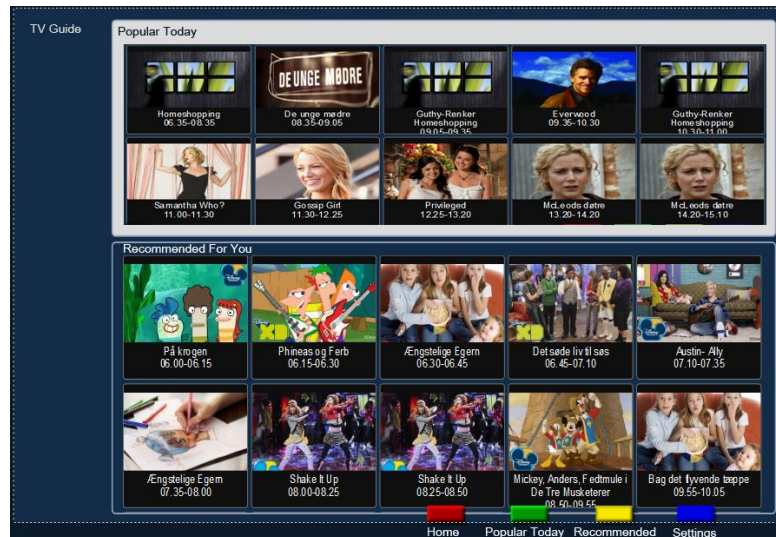 TV Guide
Popular Today
DE UNGE MØDRE
Homeshopping
06.35-08.35
De unge mødre
08.35-09.05
Guthy-Renker
Homeshopping
09.05-09.35
Everwood
09.35-10.30
Guthy-Renker
Homeshopping
10.30-11.00
Samantha Who?
11.00-11.30
Gossip Girl
11.30-12.25
Privileged
12.25-13.20
McLeods døtre
13.20-14.20
McLeods døtre
14.20-15.10
Recommended For You
På krogen
06.00-06.15
XD
Phineas og Ferb
06.15-06.30
Ængstelige Egern
06.30-06.45
XD
Det søde liv til søs
06.45-07.10
Austin- Ally
07.10-07.35
Ængstelige Egern
07.35-08.00
Shake It Up
08.00-08.25
Shake It Up
08.25-08.50
Mickey, Anders, Fedtmule i
De Tre Musketerer
08.50-09.55
Bag det flyvende tæppe
09.55-10.05
Home
Popular Today
Recommended
Settings